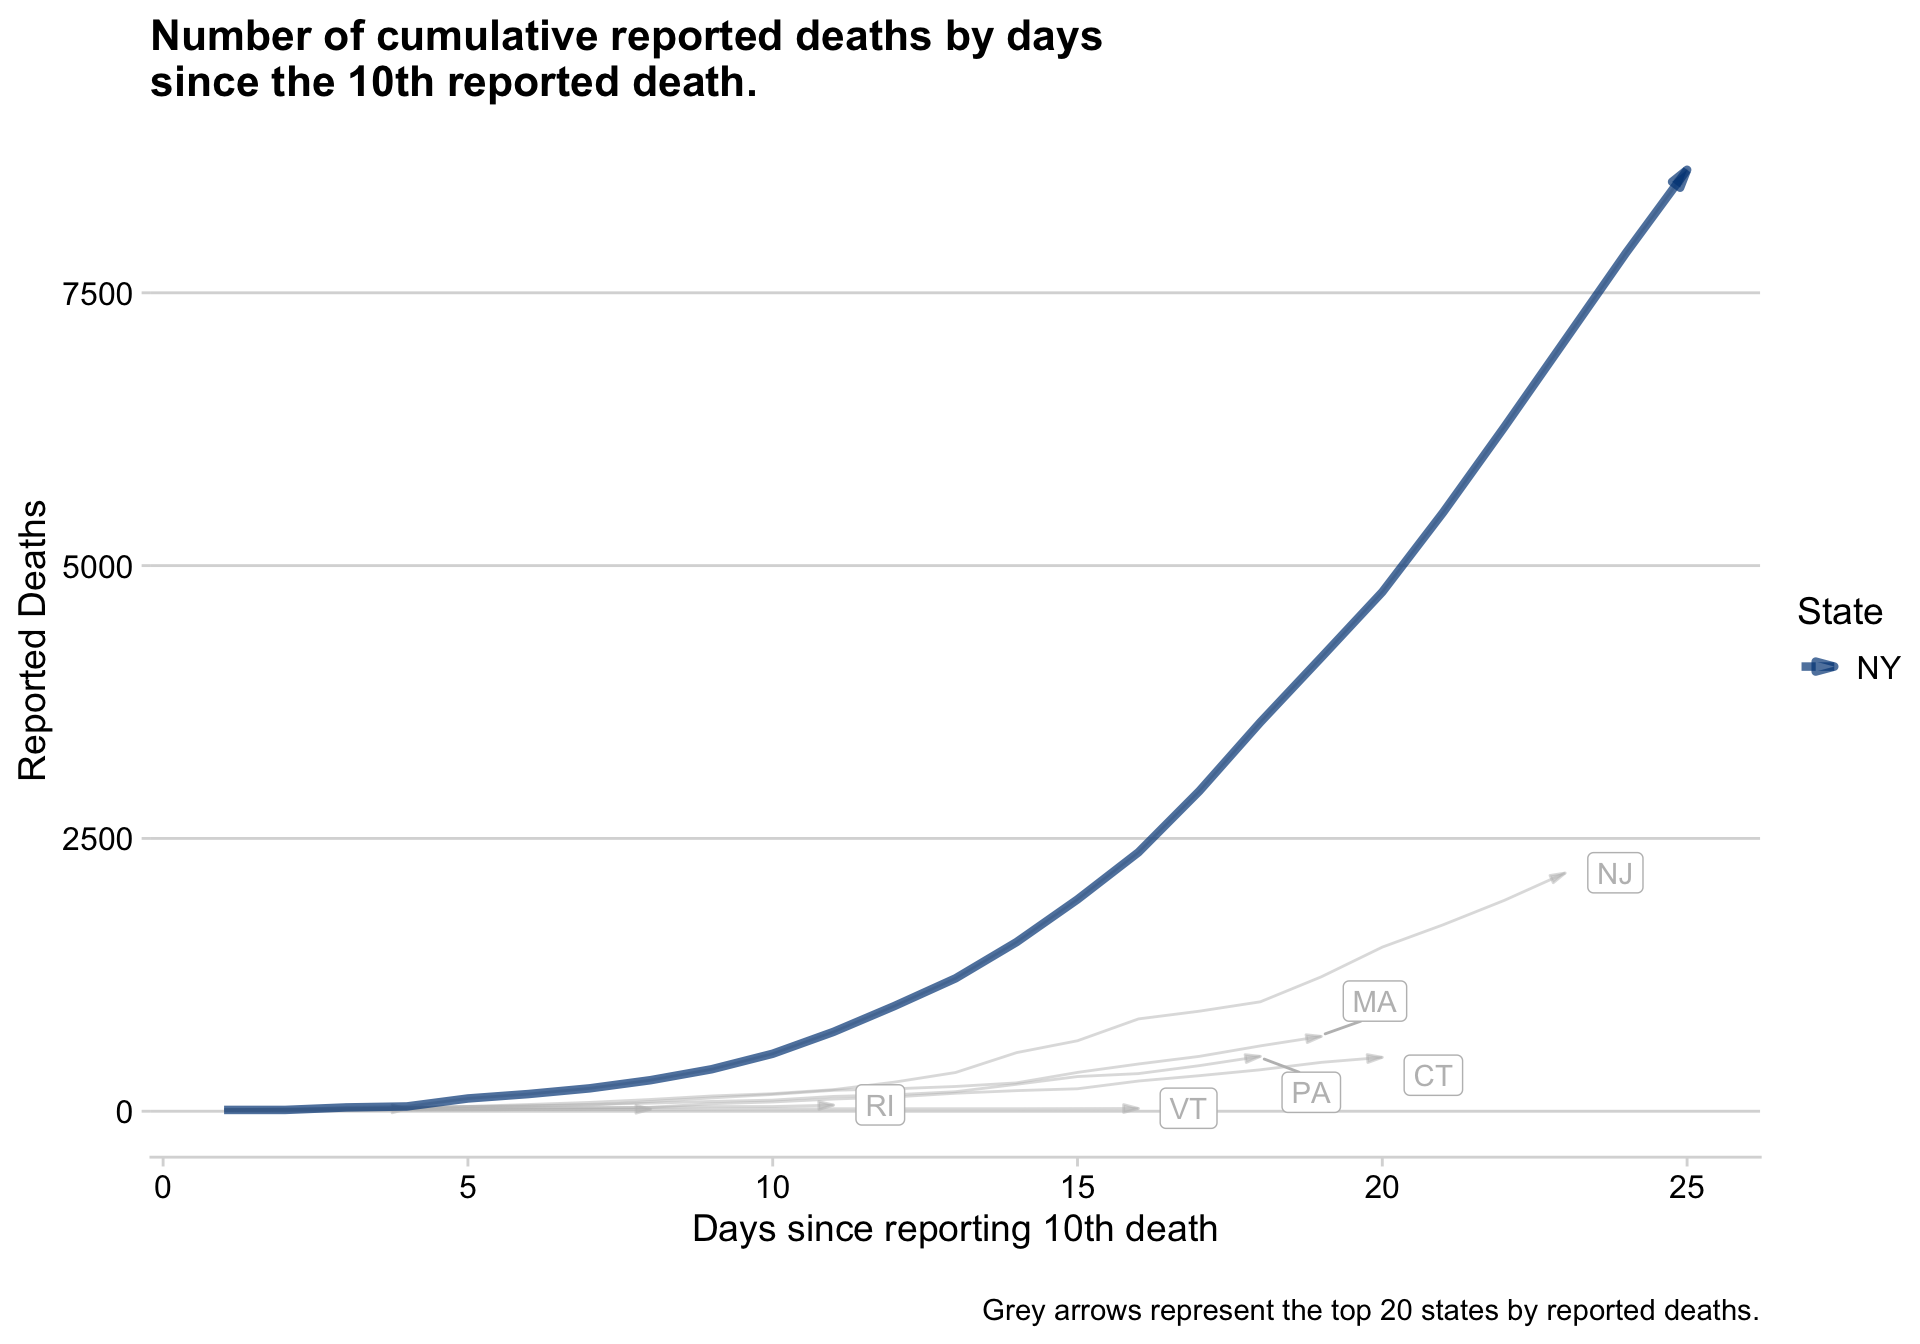 Number of cumulative reported deaths by days
since the 10th reported death.
7500
5000
2500
0
Reported Deaths
NJ
MA
CT
PA
RI
VT
State
NY
0 5 10 15 20 25
Days since reporting 10th death
Grey arrows represent the top 20 states by reported deaths.